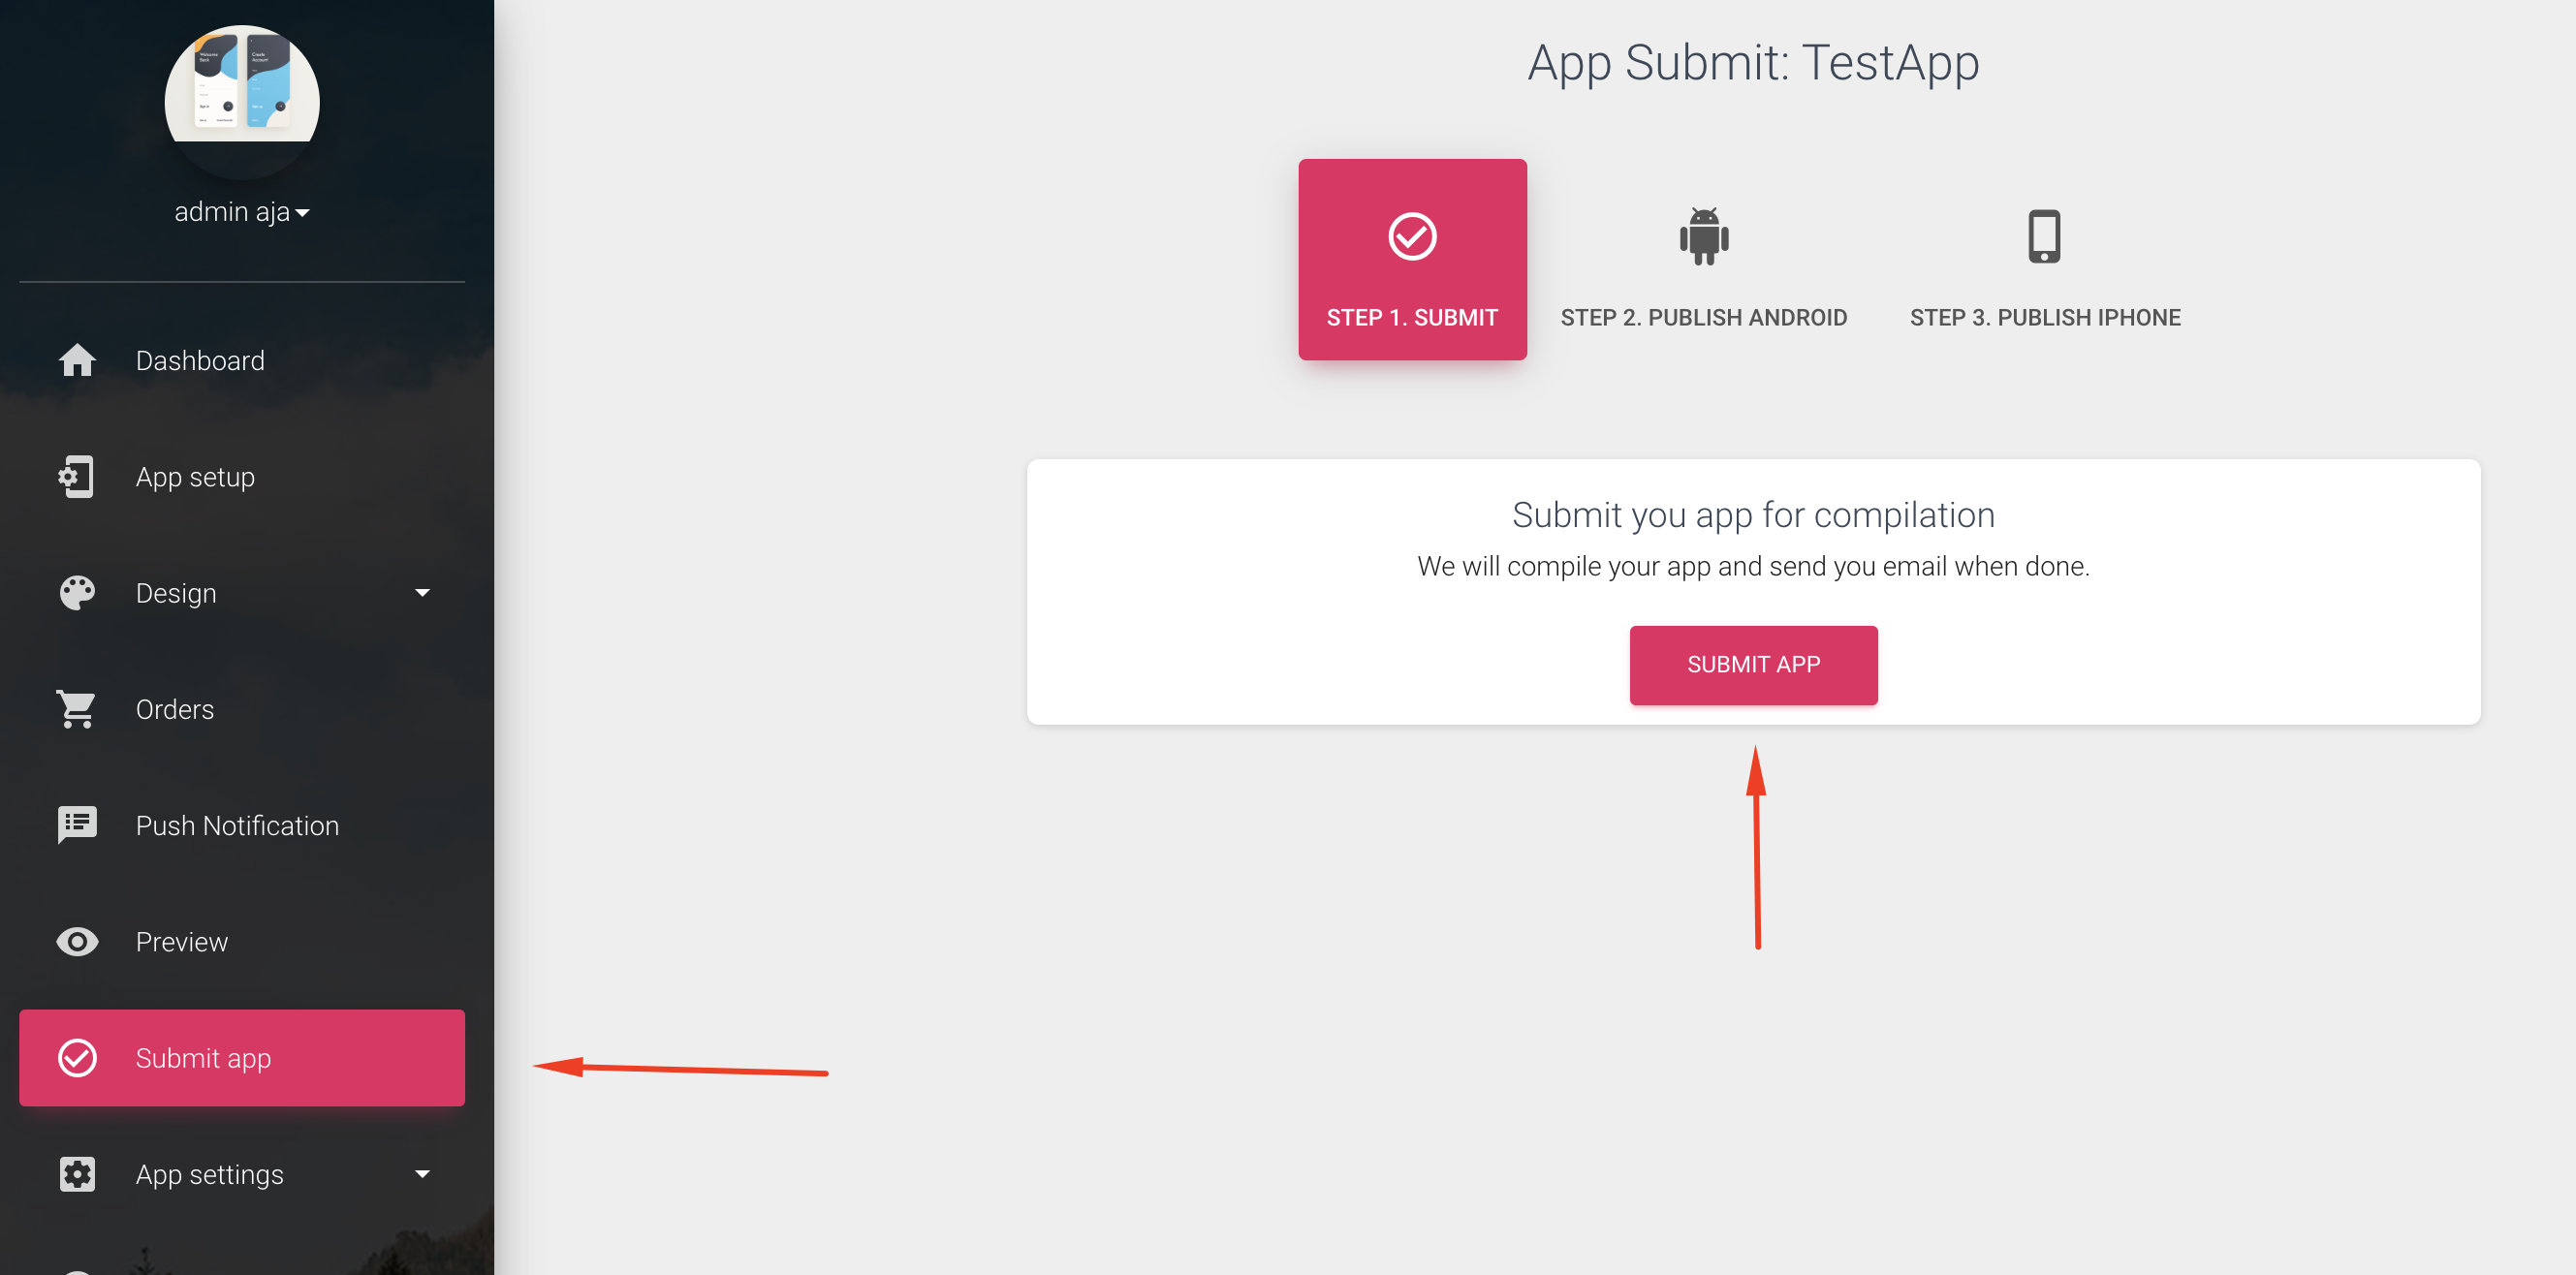 admin aja
Dashboard
App setup
Design
Orders
Push Notification
Preview
Submit app
App settings
App Submit: TestApp
STEP 1. SUBMIT
STEP 2. PUBLISH ANDROID
STEP 3. PUBLISH IPHONE
Submit you app for compilation
We will compile your app and send you email when done.
SUBMIT APP